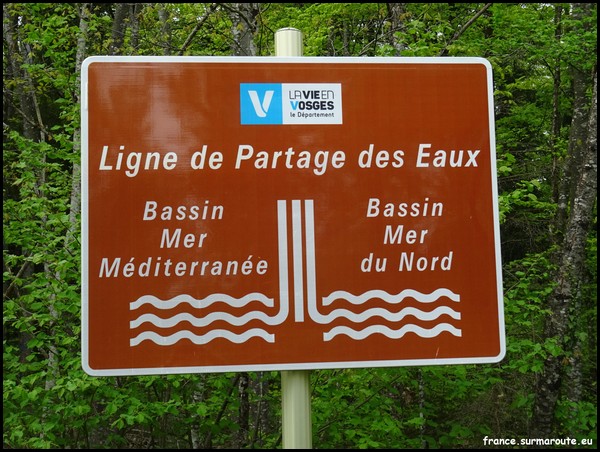 V
LA VIE EN
VOSGES
le Département
Ligne de Partage des Eaux
Bassin
Mer
Méditerranée
Bassin
Mer
du Nord
france.surmaroute.eu